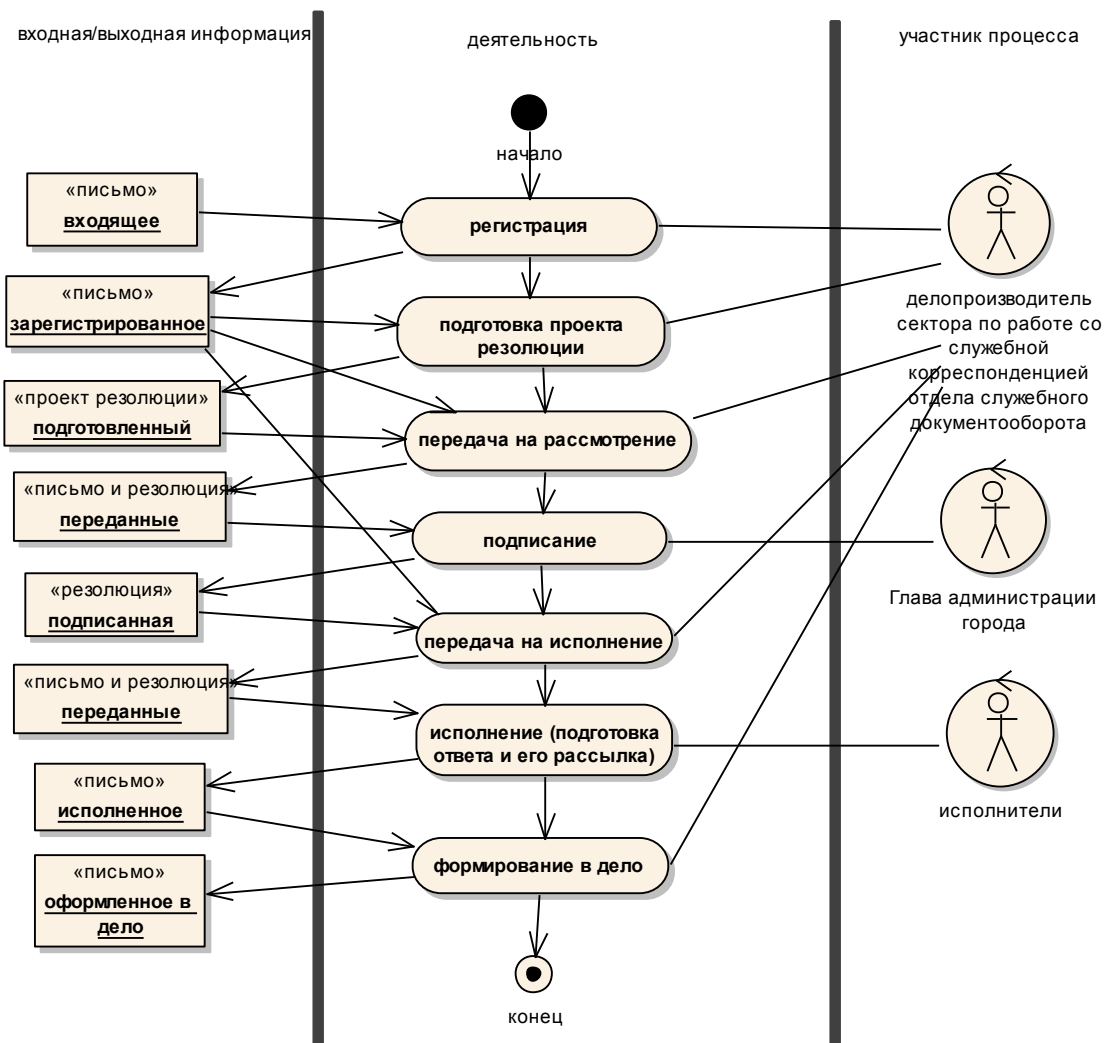 входная/выходная информация
деятельность
участник процесса
начало
«письмо»
входящее
регистрация
«письмо»
зарегистрированное
подготовка проекта
резолюции
делопроизводитель
сектора по работе со
служебной
корреспонденцией
отдела служебного
документооборота
«проект резолюции»
подготовленный
передача на рассмотрение
«письмо и резолюция»
переданные
подписание
Глава администрации
города
«резолюция»
подписанная
передача на исполнение
«письмо и резолюция»
переданные
исполнение (подготовка
ответа и его рассылка)
исполнители
«письмо»
исполненное
формирование в дело
«письмо»
оформленное в
дело
конец